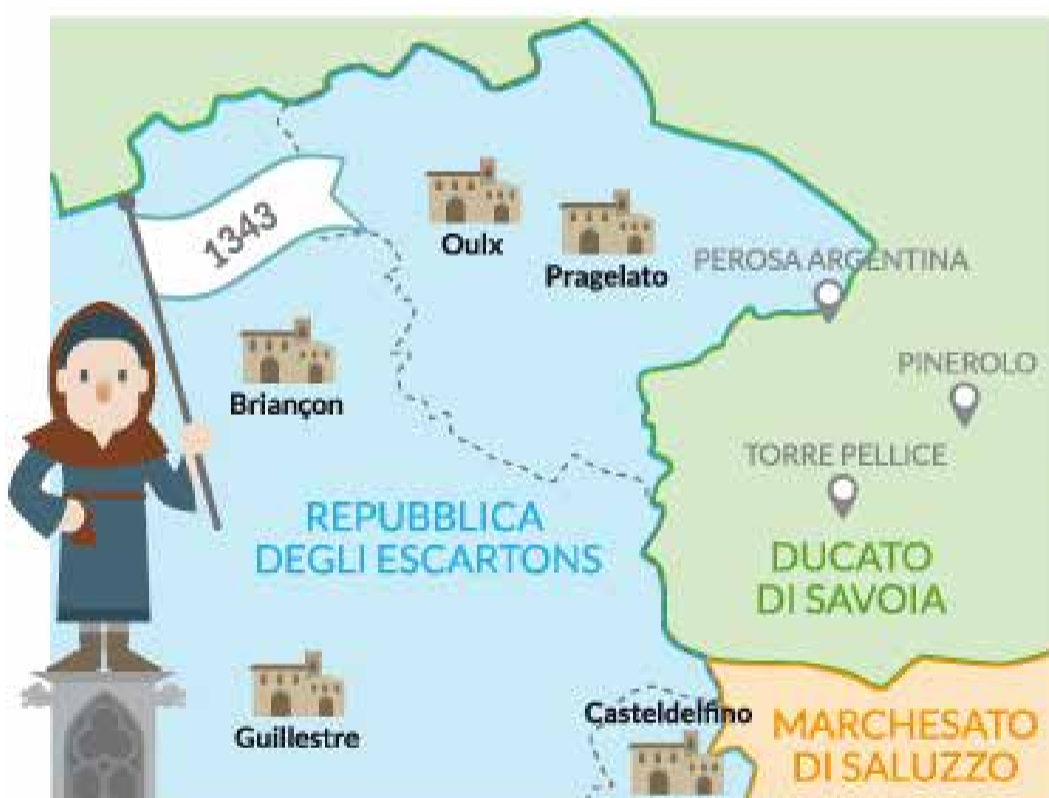 1343
Oulx
Pragelato
PEROSA ARGENTINA
Briançon
PINEROLO
TORRE PELLICE
REPUBBLICA
DEGLI ESCARTONS
DUCATO
DI SAVOIA
Guillestre
Casteldelfino
MARCHESATO
DI SALUZZO